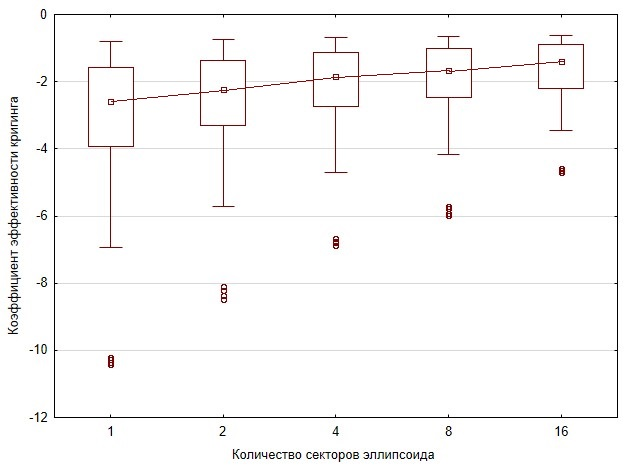 0
-2
-4
-6
-8
-10
-12
Коэффициент эффективности кригинга
1 2 4 8 16
Количество секторов эллипсоида